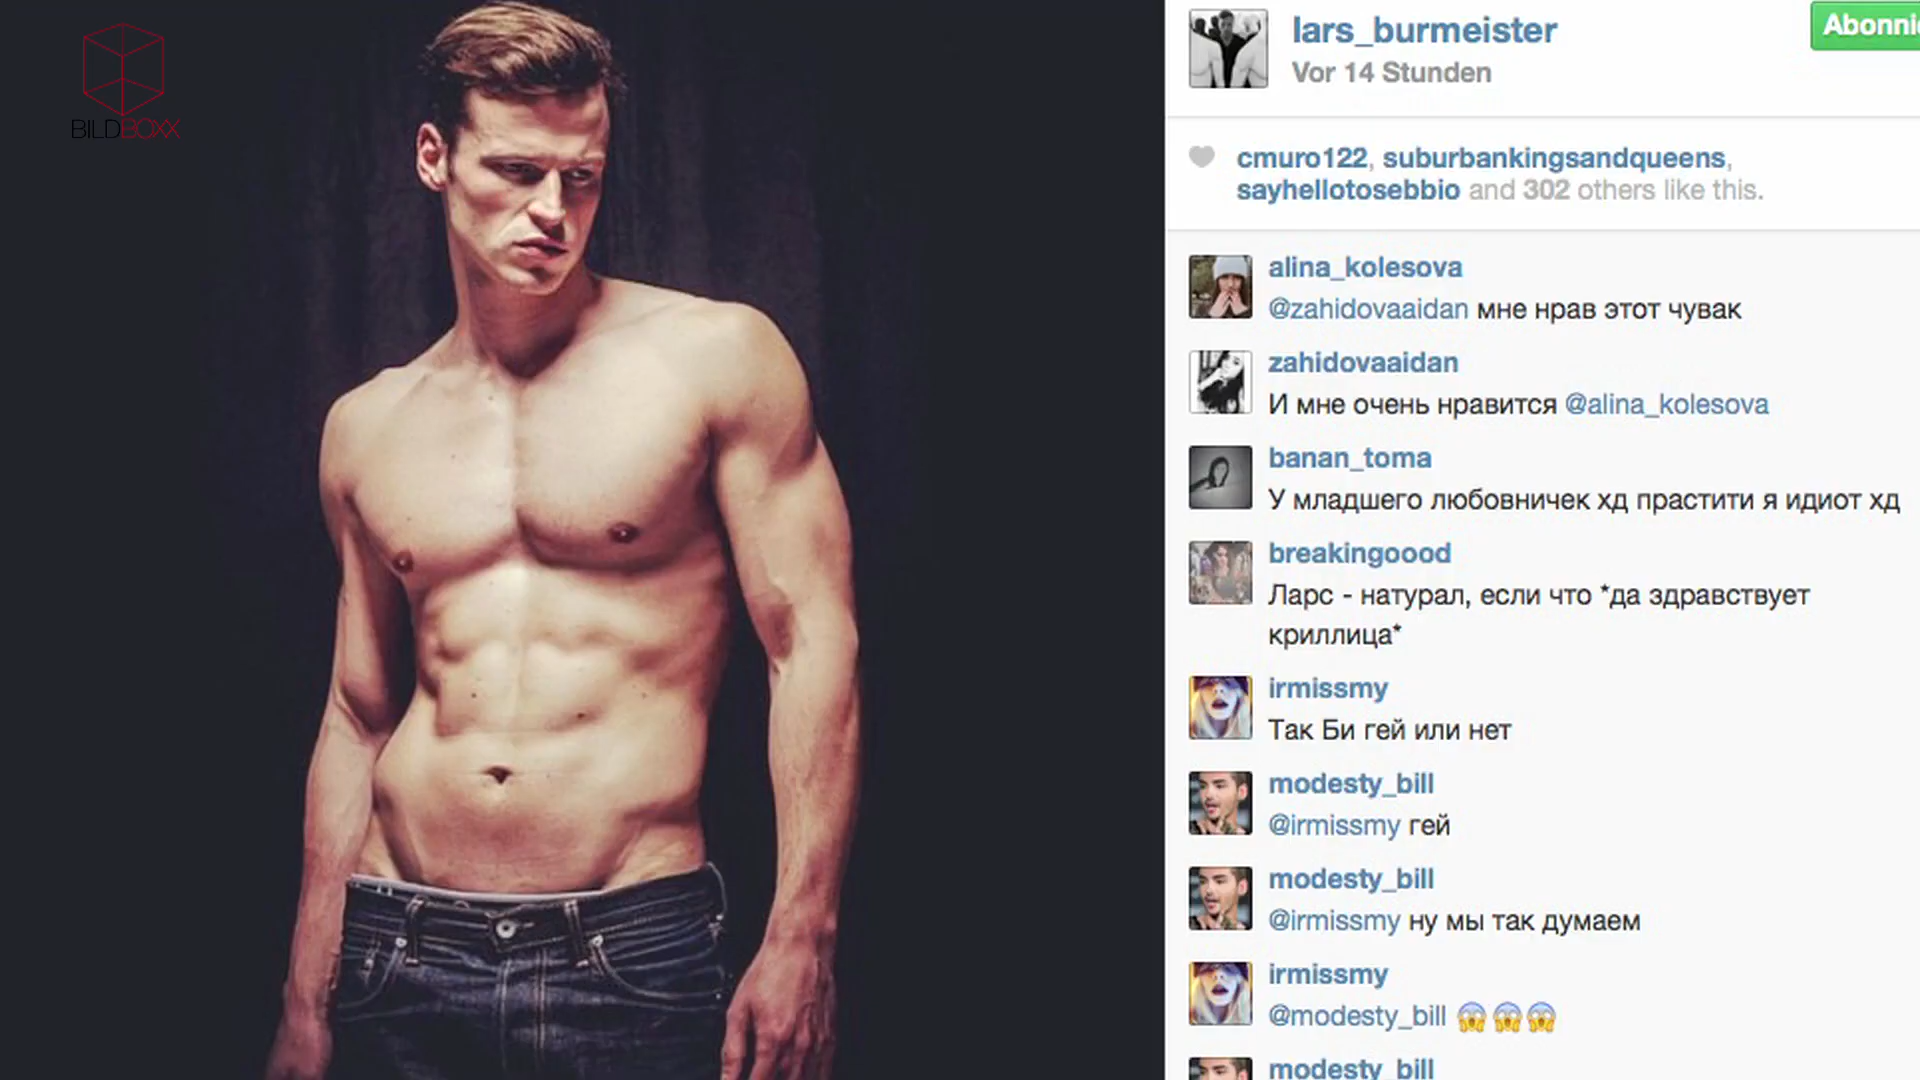 BILDBOXX
lars_burmeister
Abonnie
Vor 14 Stunden
cmuro122, suburbankingsandqueens,
sayhellotosebbio and 302 others like this.
alina_kolesova
@zahidovaaidan мне нрав этот чувак
zahidovaaidan
И мне очень нравится @alina_kolesova
banan_toma
У младшего любовничек хд праститити я идиот хд
breakingoood
Ларс - натурал, если что *да здравствует
криллица*
irmissmy
Так Би гей или нет
modesty_bill
@irmissmy гей
modesty_bill
@irmissmy ну мы так думаем
irmissmy
@modesty_bill 😱😱😱
modesty_bill